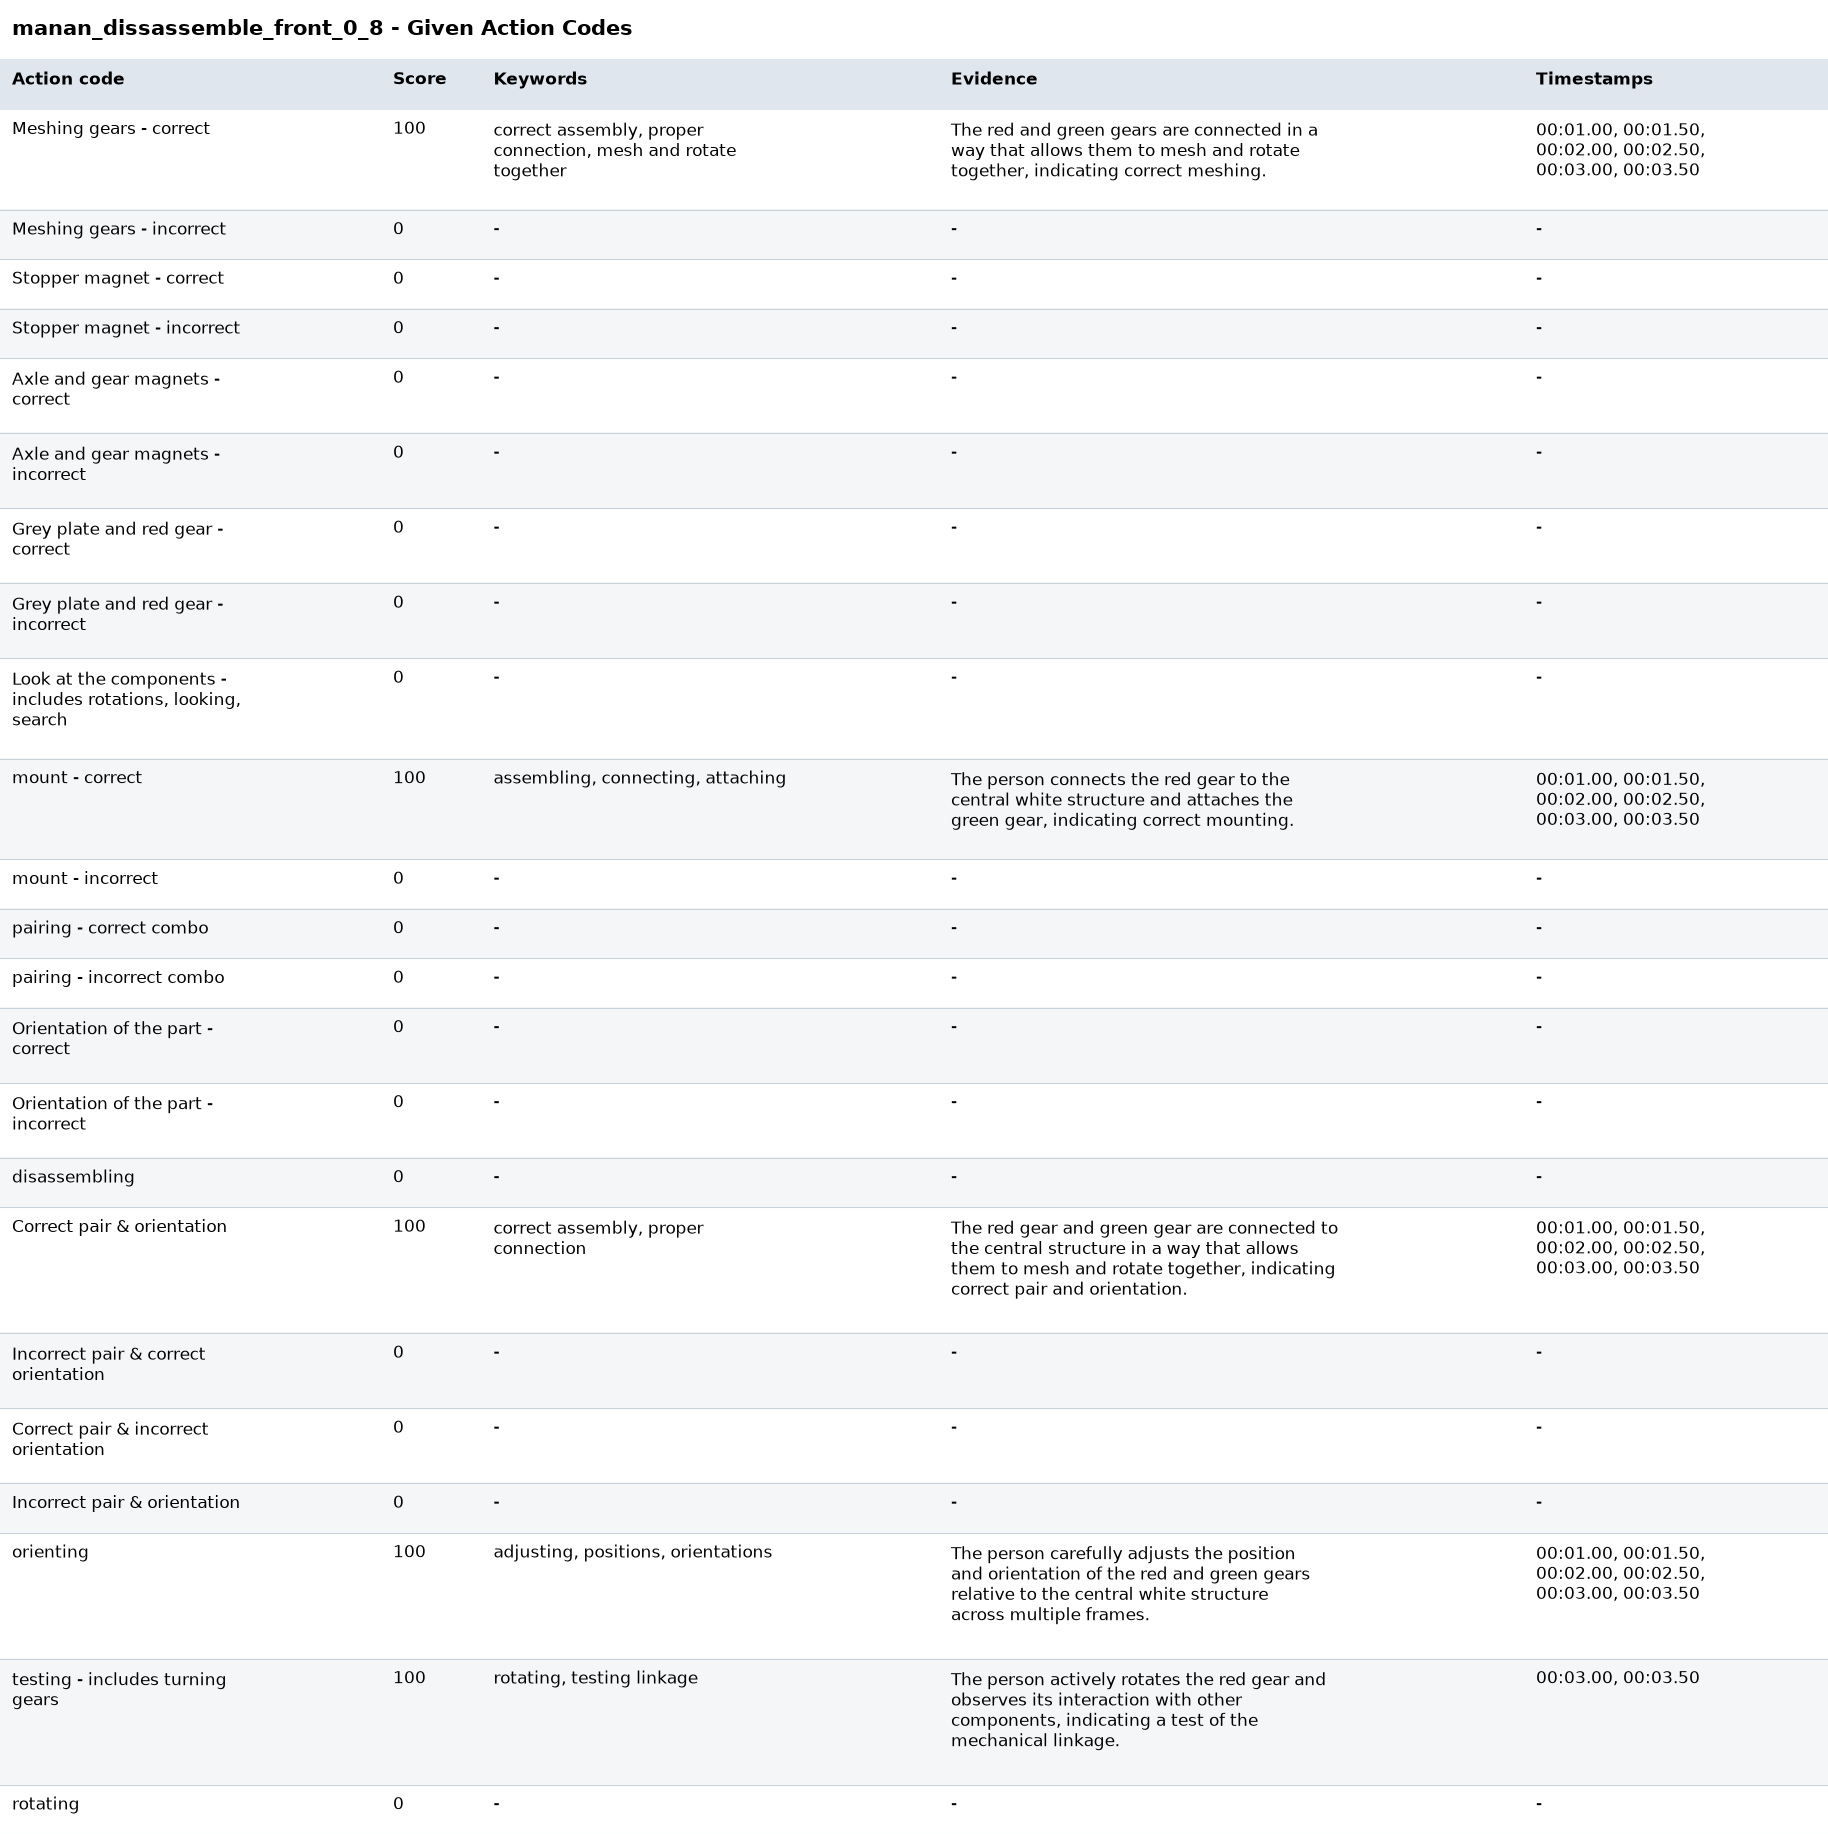 manan_dissassemble_front_0_8 - Given Action Codes
Action code Score Keywords Evidence Timestamps
Meshing gears - correct 100 correct assembly, proper The red and green gears are connected in a 00:01.00, 00:01.50,
connection, mesh and rotate way that allows them to mesh and rotate 00:02.00, 00:02.50,
together together, indicating correct meshing. 00:03.00, 00:03.50
Meshing gears - incorrect 0 - - -
Stopper magnet - correct 0 - - -
Stopper magnet - incorrect 0 - - -
Axle and gear magnets - 0 - - -
correct
Axle and gear magnets - 0 - - -
incorrect
Grey plate and red gear - 0 - - -
correct
Grey plate and red gear - 0 - - -
incorrect
Look at the components - 0 - - -
includes rotations, looking,
search
mount - correct 100 assembling, connecting, attaching The person connects the red gear to the 00:01.00, 00:01.50,
central white structure and attaches the 00:02.00, 00:02.50,
green gear, indicating correct mounting. 00:03.00, 00:03.50
mount - incorrect 0 - - -
pairing - correct combo 0 - - -
pairing - incorrect combo 0 - - -
Orientation of the part - 0 - - -
correct
Orientation of the part - 0 - - -
incorrect
disassembling 0 - - -
Correct pair & orientation 100 correct assembly, proper The red gear and green gear are connected to 00:01.00, 00:01.50,
connection the central structure in a way that allows 00:02.00, 00:02.50,
them to mesh and rotate together, indicating 00:03.00, 00:03.50
correct pair and orientation.
Incorrect pair & correct 0 - - -
orientation
Correct pair & incorrect 0 - - -
orientation
Incorrect pair & orientation 0 - - -
orienting 100 adjusting, positions, orientations The person carefully adjusts the position 00:01.00, 00:01.50,
and orientation of the red and green gears 00:02.00, 00:02.50,
relative to the central white structure 00:03.00, 00:03.50
across multiple frames.
testing - includes turning 100 rotating, testing linkage The person actively rotates the red gear and 00:03.00, 00:03.50
gears observes its interaction with other
components, indicating a test of the
mechanical linkage.
rotating 0 - - -